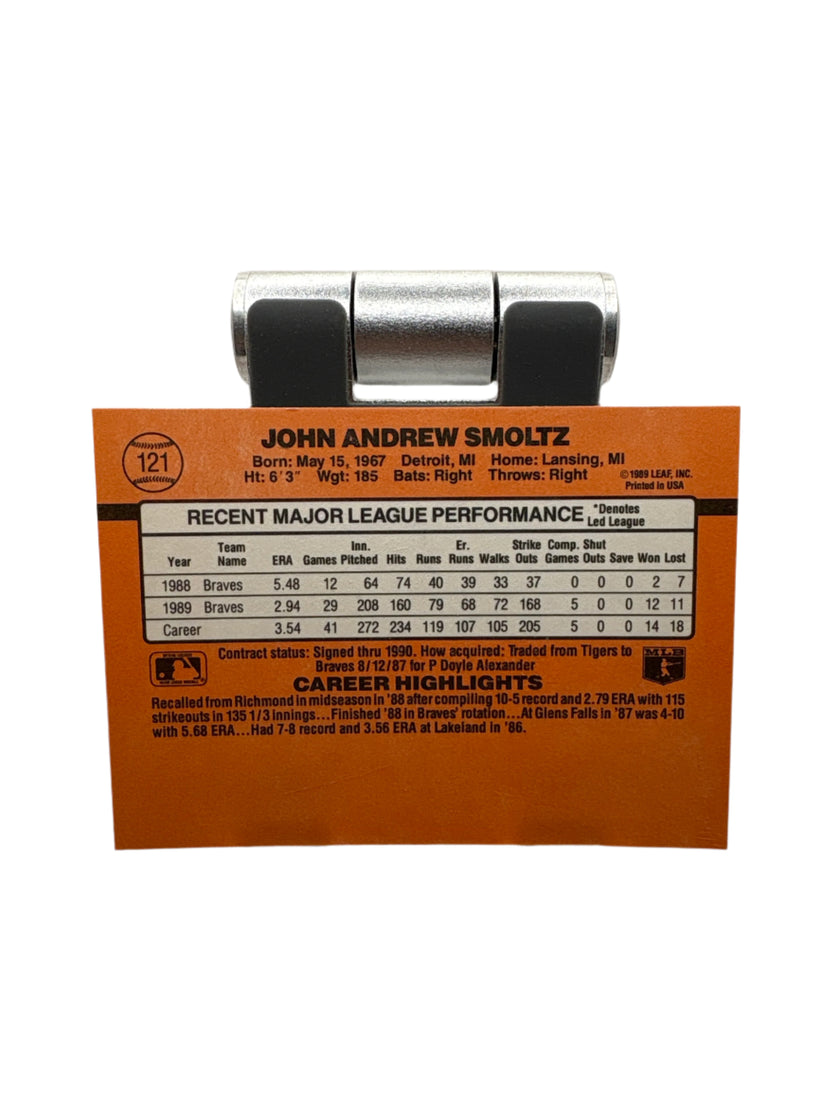 121
JOHN ANDREW SMOLTZ
Born: May 15, 1967 Detroit, MI Home: Lansing, MI
Ht: 6'3" Wgt: 185 Bats: Right Throws: Right
©1989 LEAF, INC.
Printed in USA
RECENT MAJOR LEAGUE PERFORMANCE *Denotes Led League
Year Team Name ERA Games Inn. Pitched Hits Runs Er. Runs Walks Strike Outs Comp. Games Shut Outs Save Won Lost
1988 Braves 5.48 12 64 74 40 39 33 37 0 0 0 2 7
1989 Braves 2.94 29 208 160 79 68 72 168 5 0 0 12 11
Career 3.54 41 272 234 119 107 105 205 5 0 0 14 18
Contract status: Signed thru 1990. How acquired: Traded from Tigers to
Braves 8/12/87 for P Doyle Alexander
MLB
CAREER HIGHLIGHTS
Recalled from Richmond in midseason in '88 after compiling 10-5 record and 2.79 ERA with 115
strikeouts in 135 1/3 innings...Finished '88 in Braves' rotation...At Glens Falls in '87 was 4-10
with 5.68 ERA...Had 7-8 record and 3.56 ERA at Lakeland in '86.